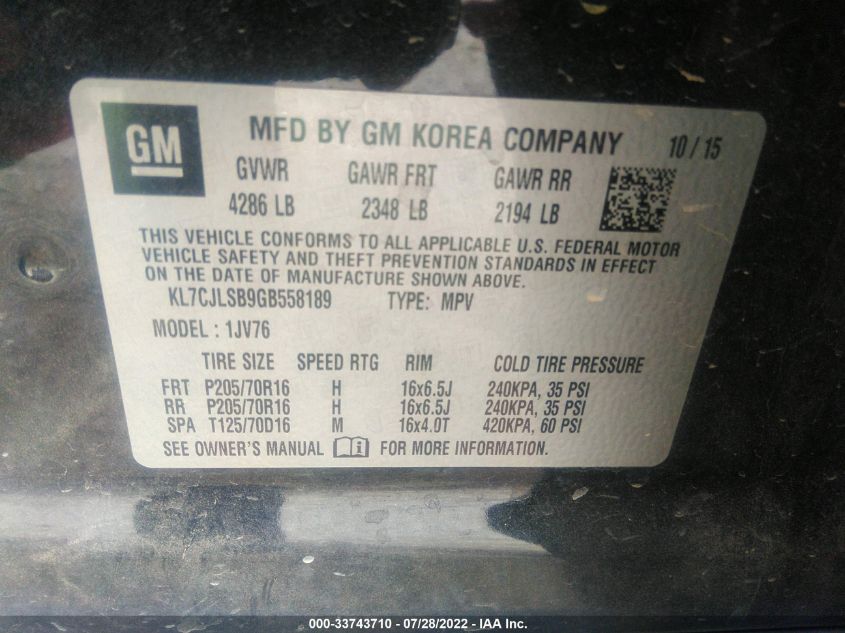 GM
MFD BY GM KOREA COMPANY 10 / 15
GVWR GAWR FRT GAWR RR
4286 LB 2348 LB 2194 LB
THIS VEHICLE CONFORMS TO ALL APPLICABLE U.S. FEDERAL MOTOR
VEHICLE SAFETY AND THEFT PREVENTION STANDARDS IN EFFECT
ON THE DATE OF MANUFACTURE SHOWN ABOVE.
KL7CJLSB9GB558189 TYPE: MPV
MODEL : 1JV76
TIRE SIZE SPEED RTG RIM COLD TIRE PRESSURE
FRT P205/70R16 H 16x6.5J 240KPA, 35 PSI
RR P205/70R16 H 16x6.5J 240KPA, 35 PSI
SPA T125/70D16 M 16x4.0T 420KPA, 60 PSI
SEE OWNER'S MANUAL i FOR MORE INFORMATION.
000-33743710 - 07/28/2022 - IAA Inc.